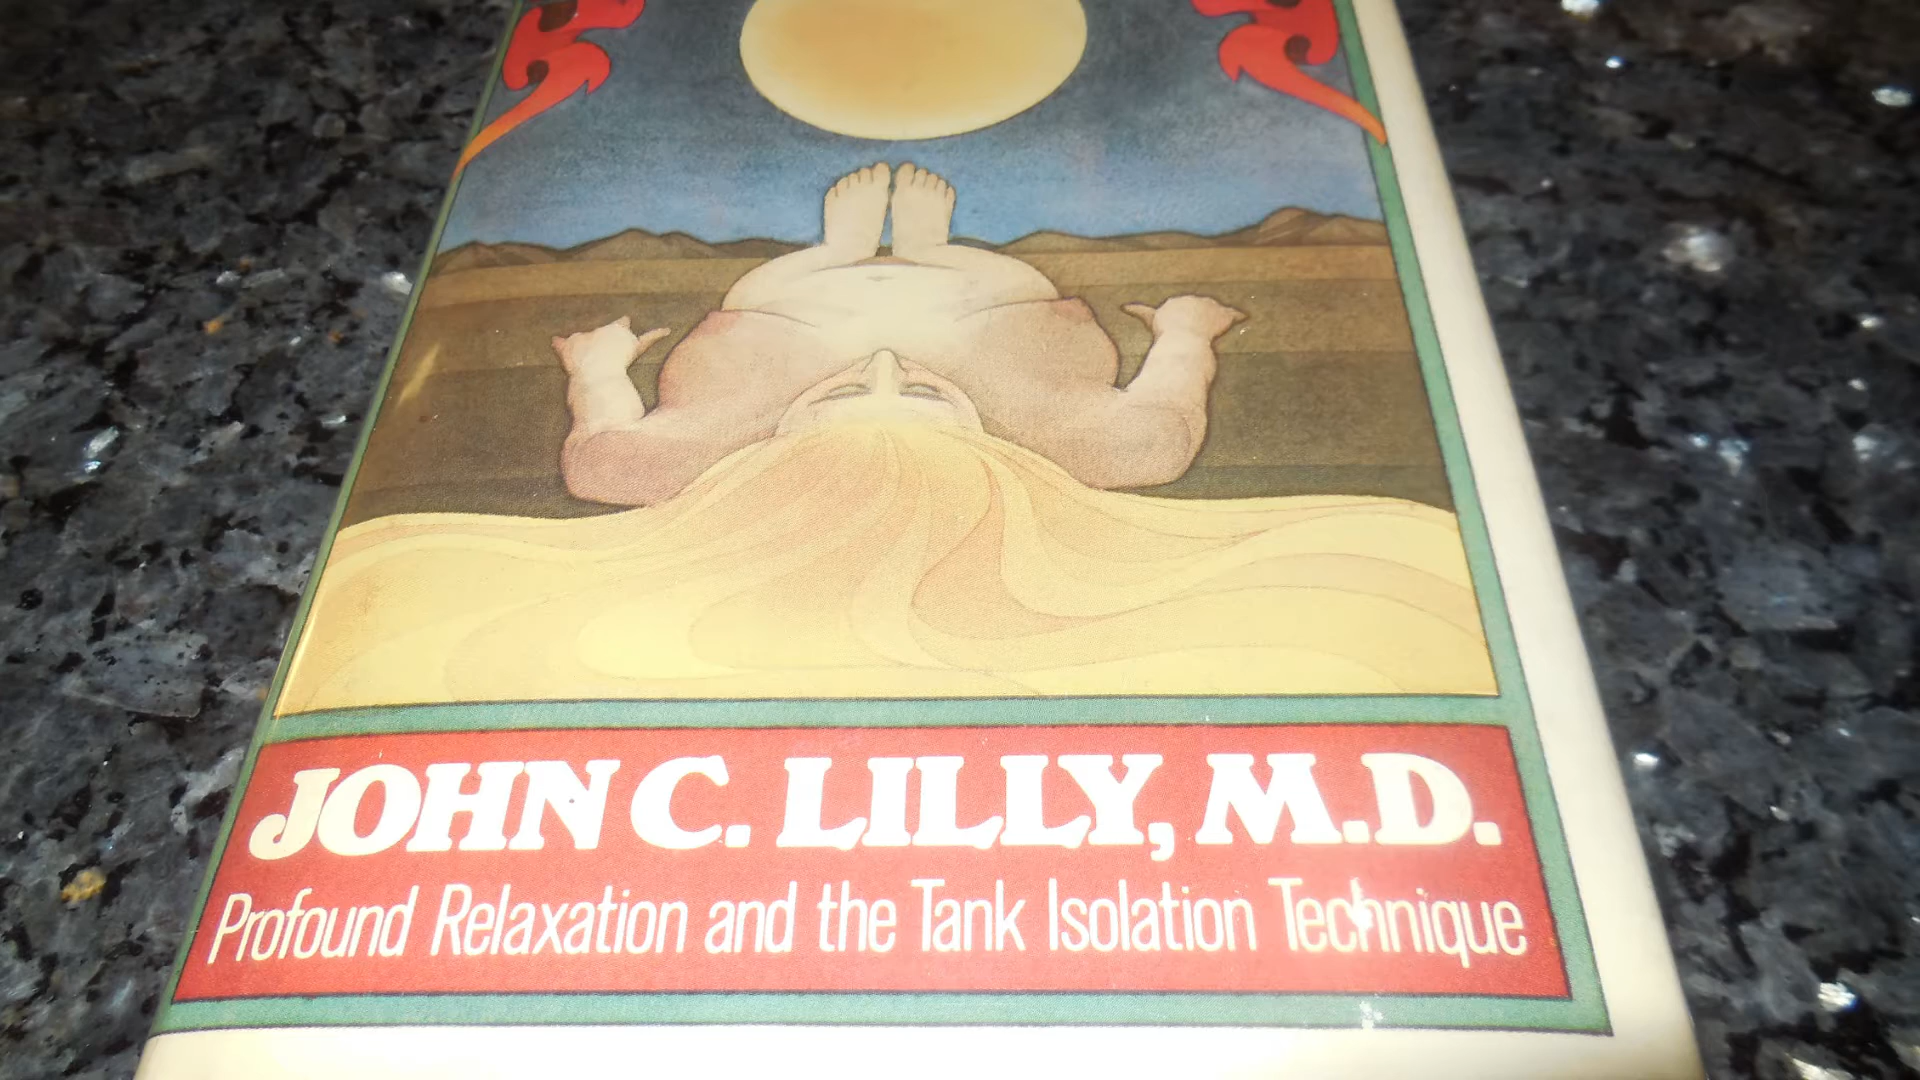 JOHN C. LILLY, M.D.
Profound Relaxation and the Tank Isolation Technique